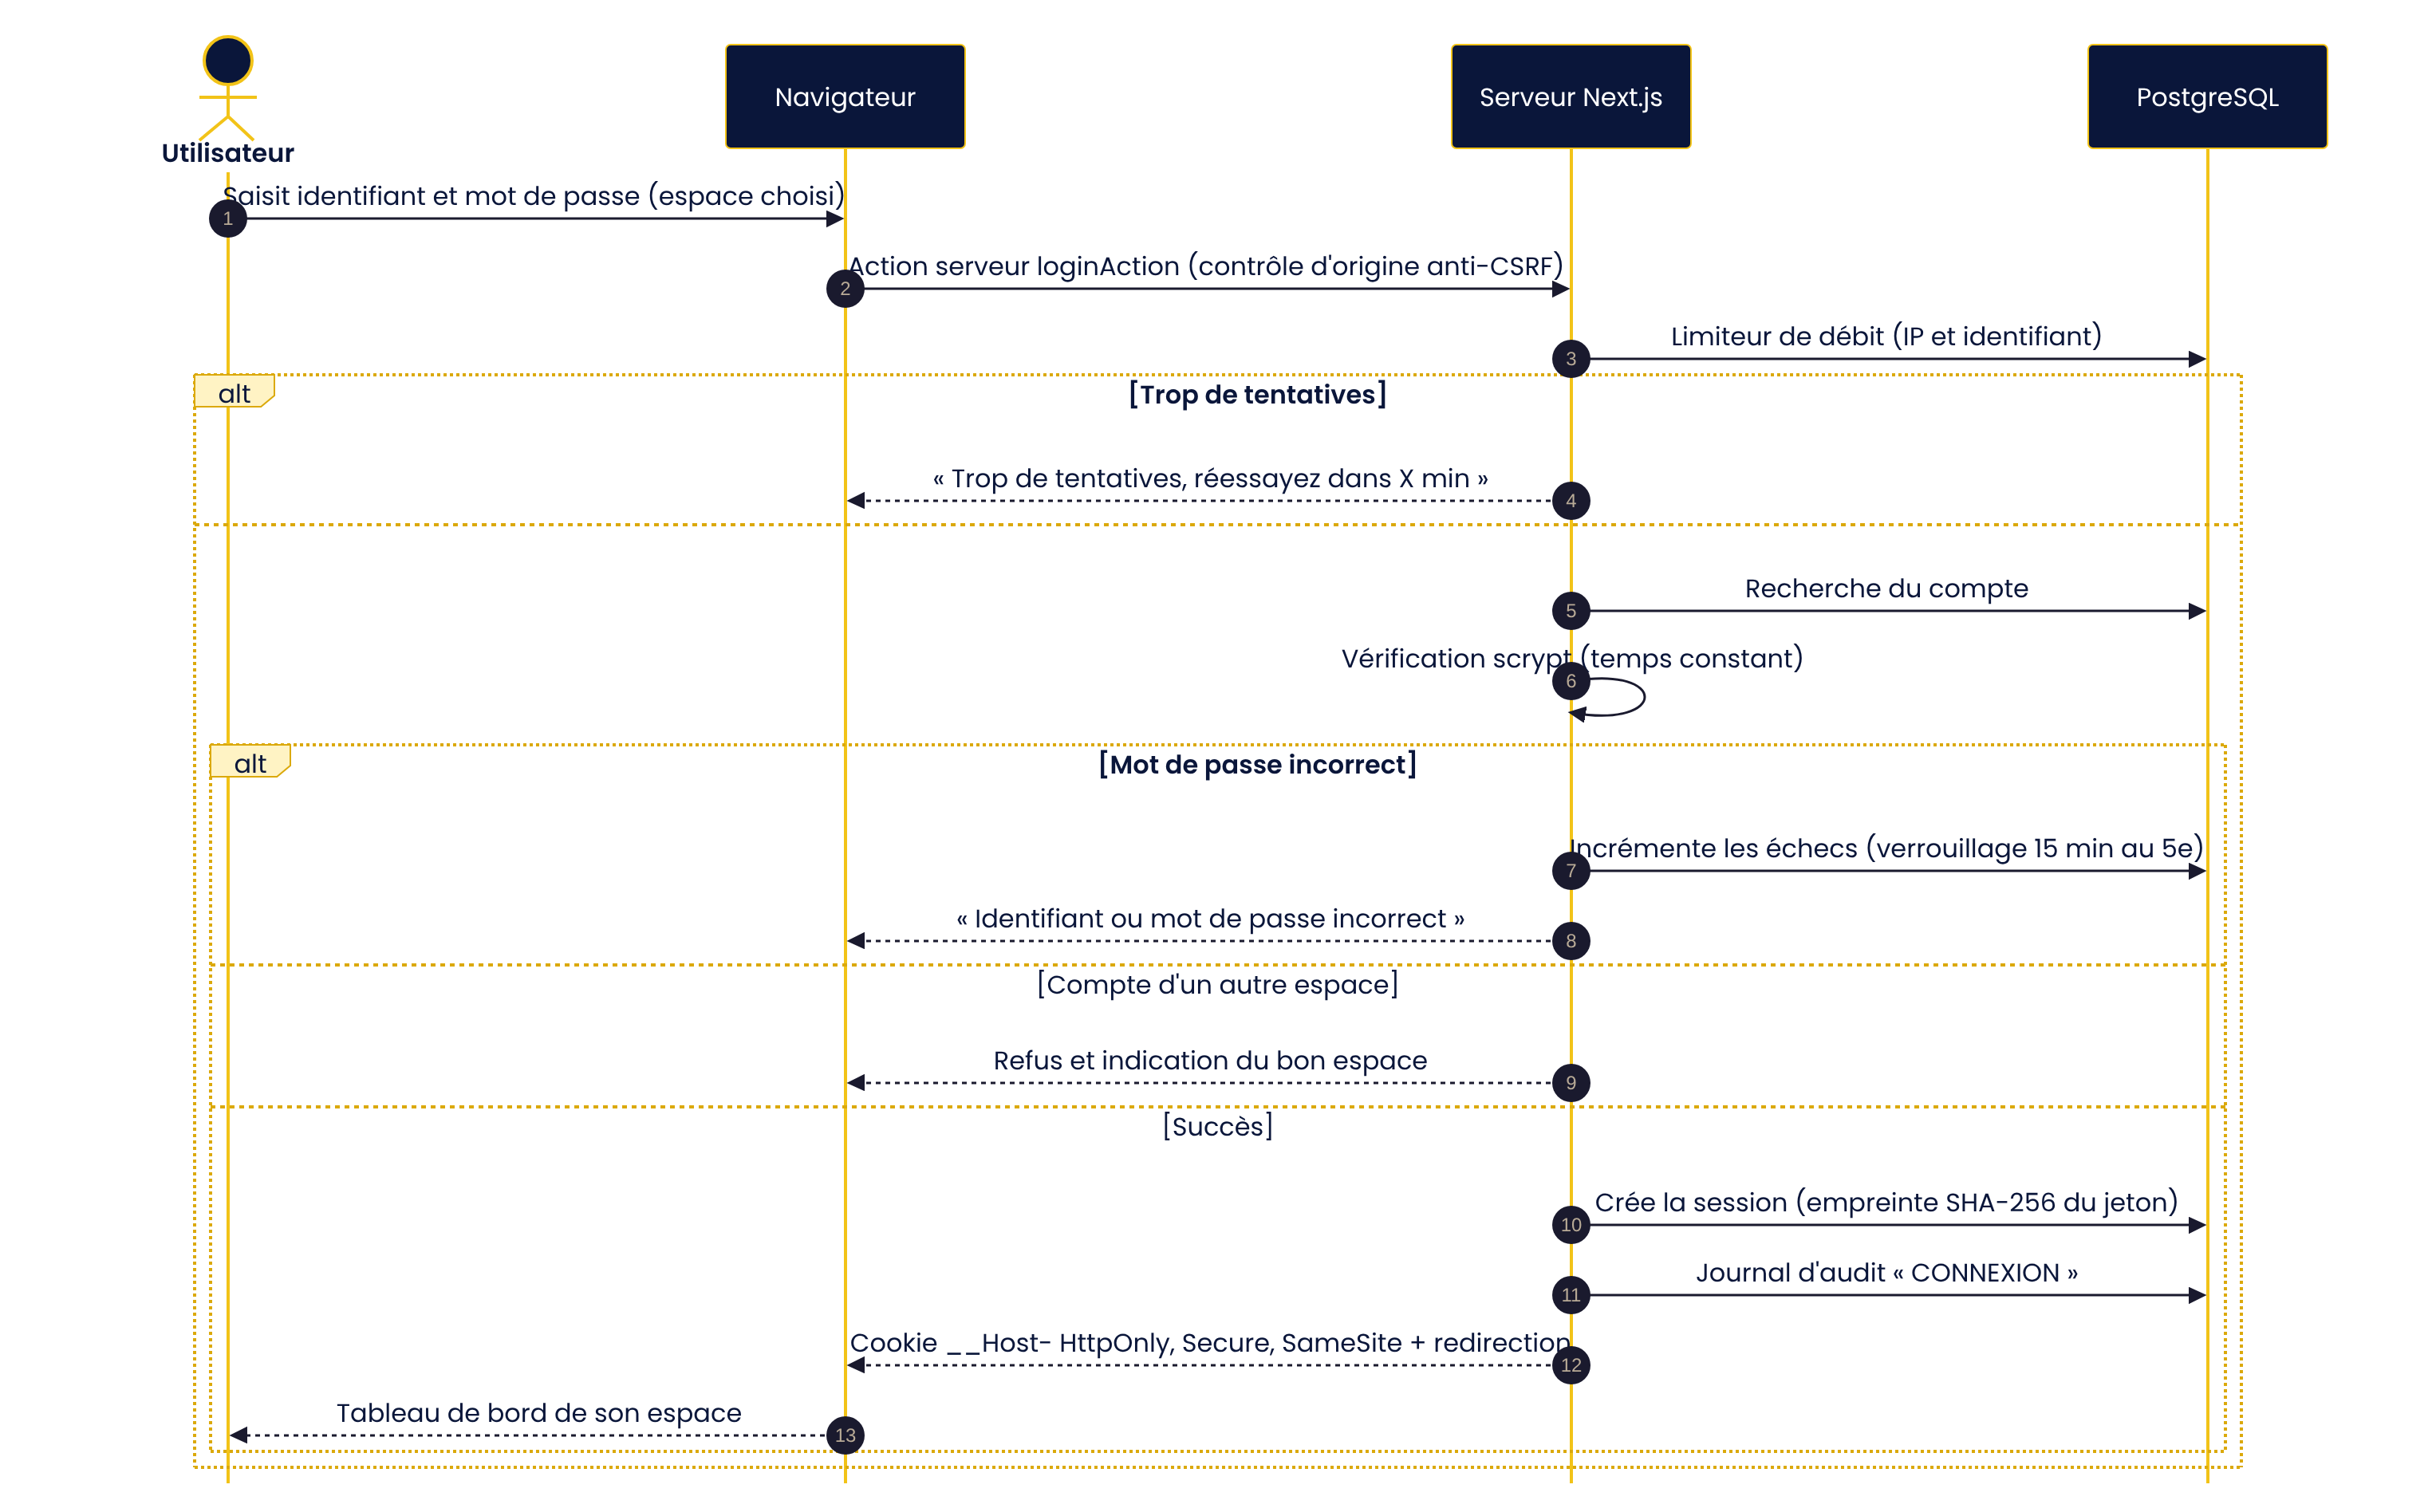 Utilisateur
Navigateur
Serveur Next.js
PostgreSQL
Saisit identifiant et mot de passe (espace choisi)
1
Action serveur loginAction (contrôle d'origine anti-CSRF)
2
Limiteur de débit (IP et identifiant)
3
alt
[Trop de tentatives]
« Trop de tentatives, réessayez dans X min »
4
Recherche du compte
5
Vérification scrypt (temps constant)
6
alt
[Mot de passe incorrect]
Incrémente les échecs (verrouillage 15 min au 5e)
7
« Identifiant ou mot de passe incorrect »
8
[Compte d'un autre espace]
Refus et indication du bon espace
9
[Succès]
Crée la session (empreinte SHA-256 du jeton)
10
Journal d'audit « CONNEXION »
11
Cookie __Host- HttpOnly, Secure, SameSite + redirection
12
Tableau de bord de son espace
13